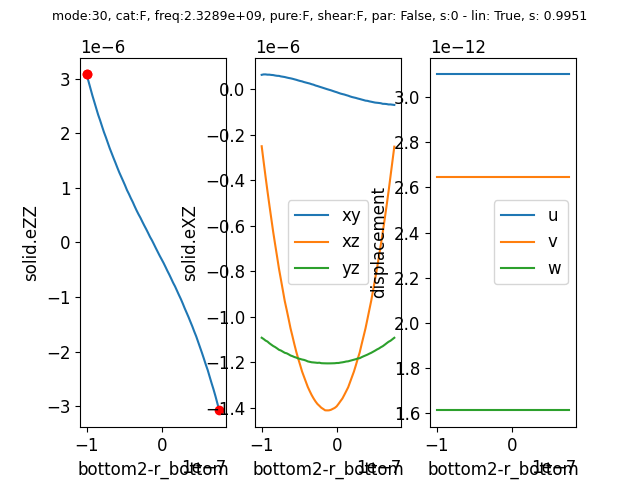 mode:30, cat:F, freq:2.3289e+09, pure:F, shear:F, par: False, s:0 - lin: True, s: 0.9951
1e−6
3
2
1
0
−1
−2
−3
solid.eZZ
−1
0
1e−7
bottom2-r_bottom
1e−6
0.0
−0.2
−0.4
−0.6
−0.8
−1.0
−1.2
−1.4
solid.eXZ
xy
xz
yz
−1
0
1e−7
bottom2-r_bottom
1e−12
3.0
2.8
2.6
2.4
2.2
2.0
1.8
1.6
displacement
u
v
w
−1
0
1e−7
bottom2-r_bottom